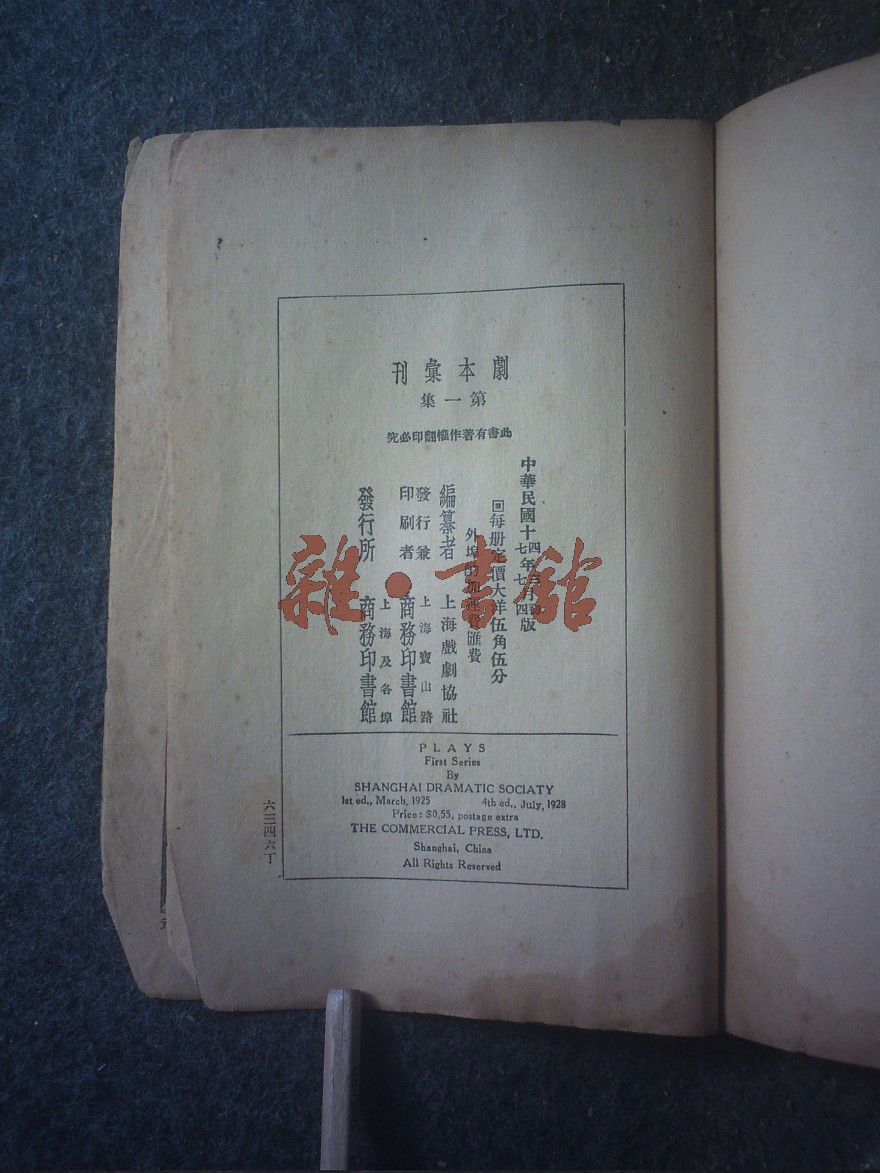 劇本彙刊
第一集
此書有著作權翻印必究
中華民國十四年三月初版
七年七月四版
回每册定價大洋伍角伍分
外埠酌加運費匯費
編纂者 上海戲劇協社
發行兼印刷者 上海寶山路 商務印書館
發行所 上海及各埠 商務印書館
PLAYS
First Series
By
SHANGHAI DRAMATIC SOCIATY
1st ed., March, 1925 4th ed., July, 1928
Price: $0.55, postage extra
THE COMMERCIAL PRESS, LTD.
Shanghai, China
All Rights Reserved
六三四六丁
雜·書館